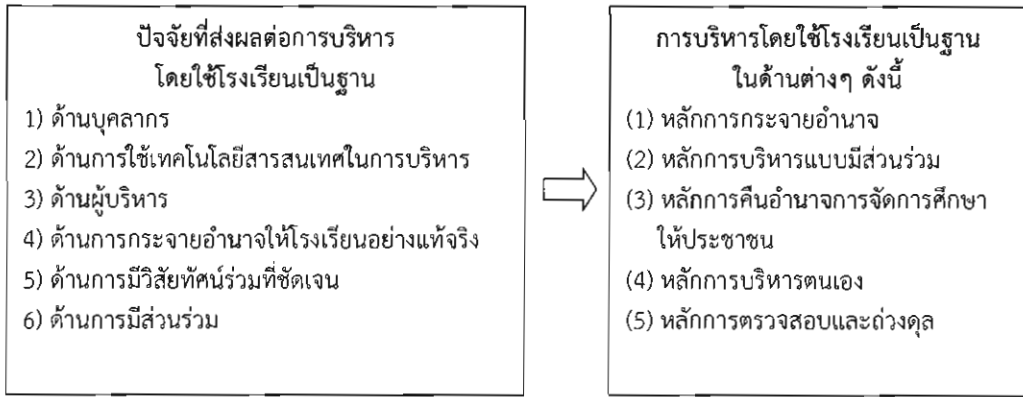 ปัจจัยที่ส่งผลต่อการบริหาร
โดยใช้โรงเรียนเป็นฐาน
1) ด้านบุคลากร
2) ด้านการใช้เทคโนโลยีสารสนเทศในการบริหาร
3) ด้านผู้บริหาร
4) ด้านการกระจายอำนาจให้โรงเรียนอย่างแท้จริง
5) ด้านการมีวิสัยทัศน์ร่วมที่ชัดเจน
6) ด้านการมีส่วนร่วม
การบริหารโดยใช้โรงเรียนเป็นฐาน
ในด้านต่างๆ ดังนี้
(1) หลักการกระจายอำนาจ
(2) หลักการบริหารแบบมีส่วนร่วม
(3) หลักการคืนอำนาจการจัดการศึกษา
ให้ประชาชน
(4) หลักการบริหารตนเอง
(5) หลักการตรวจสอบและถ่วงดุล